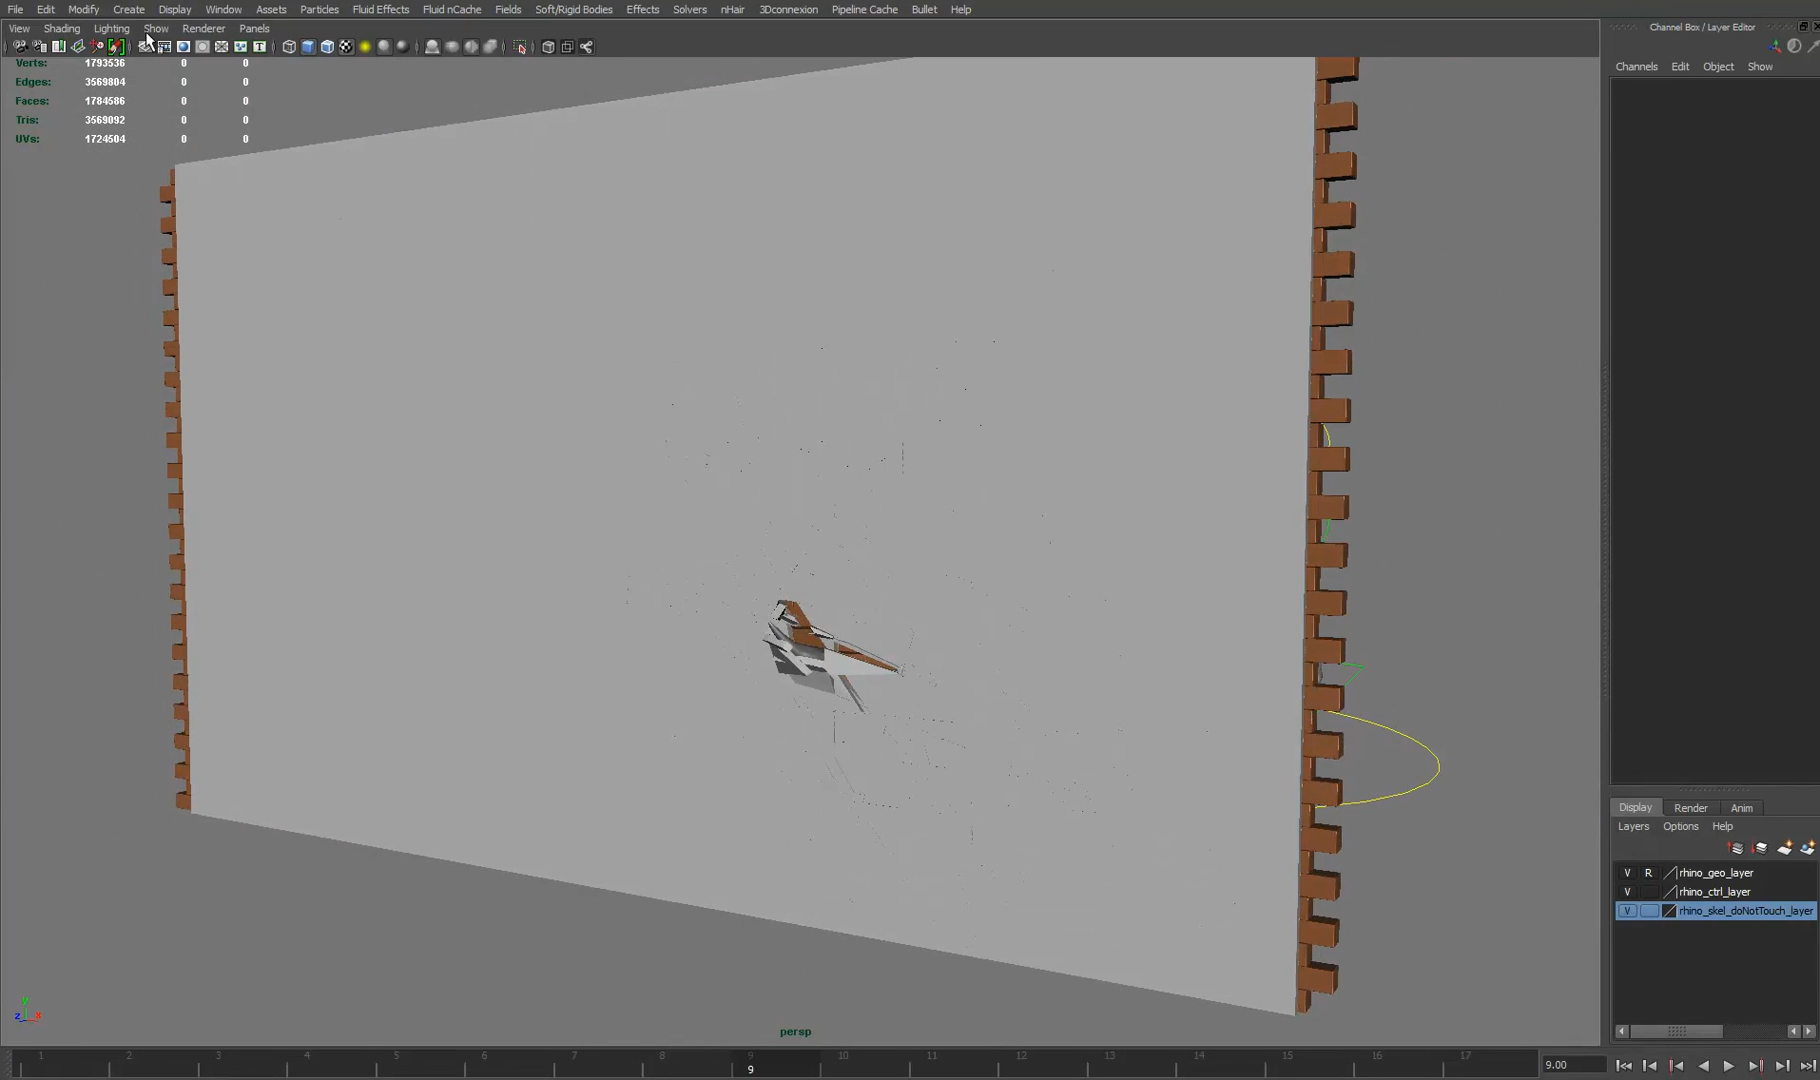 File Edit Modify Create Display Window Assets Particles Fluid Effects Fluid nCache Fields Soft/Rigid Bodies Effects Solvers nHair 3Dconnexion Pipeline Cache Bullet Help
View Shading Lighting Show Renderer Panels
Channel Box / Layer Editor
Channels Edit Object Show
Verts: 1793536 0 0
Edges: 3569804 0 0
Faces: 1784586 0 0
Tris: 3569092 0 0
UVs: 1724504 0 0
Display Render Anim
Layers Options Help
V R rhino_geo_layer
V rhino_ctrl_layer
V rhino_skel_doNotTouch_layer
y
z x
persp
1 2 3 4 5 6 7 8 9 10 11 12 13 14 15 16 17
9
9.00